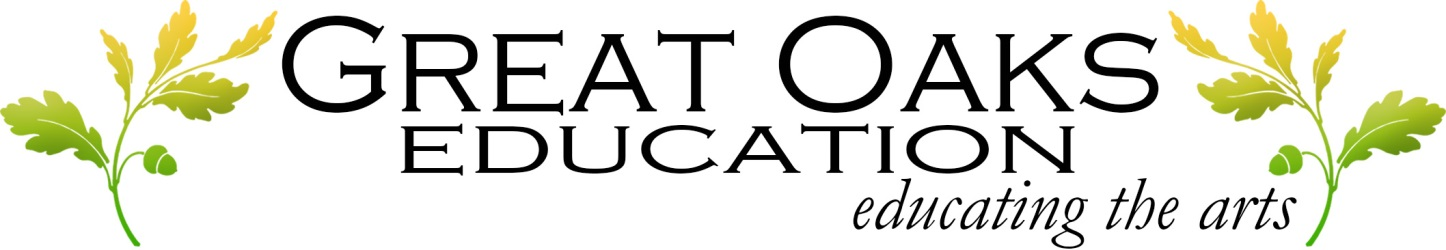 GREAT OAKS
EDUCATION
educating the arts